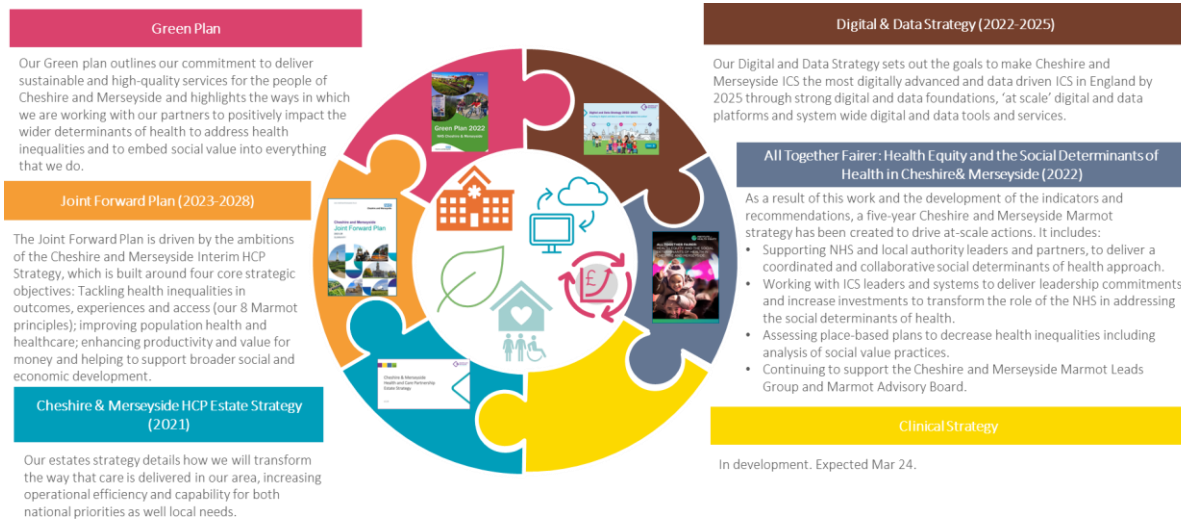 Green Plan
Our Green plan outlines our commitment to deliver
sustainable and high-quality services for the people of
Cheshire and Merseyside and highlights the ways in which
we are working with our partners to positively impact the
wider determinants of health to address health
inequalities and to embed social value into everything
that we do.
Joint Forward Plan (2023-2028)
The Joint Forward Plan is driven by the ambitions
of the Cheshire and Merseyside Interim HCP
Strategy, which is built around four core strategic
objectives: Tackling health inequalities in
outcomes, experiences and access (our 8 Marmot
principles); improving population health and
healthcare; enhancing productivity and value for
money and helping to support broader social and
economic development.
Cheshire & Merseyside HCP Estate Strategy
(2021)
Our estates strategy details how we will transform
the way that care is delivered in our area, increasing
operational efficiency and capability for both
national priorities as well local needs.
Green Plan 2022
NHS Cheshire & Merseyside
Cheshire and Merseyside
Joint Forward Plan
Cheshire & Merseyside
Health and Care Partnership
Estate Strategy
£
ALL TOGETHER FAIRER:
Digital & Data Strategy (2022-2025)
Our Digital and Data Strategy sets out the goals to make Cheshire and
Merseyside ICS the most digitally advanced and data driven ICS in England by
2025 through strong digital and data foundations, 'at scale' digital and data
platforms and system wide digital and data tools and services.
All Together Fairer: Health Equity and the Social Determinants of
Health in Cheshire& Merseyside (2022)
As a result of this work and the development of the indicators and
recommendations, a five-year Cheshire and Merseyside Marmot
strategy has been created to drive at-scale actions. It includes:
• Supporting NHS and local authority leaders and partners, to deliver a
coordinated and collaborative social determinants of health approach.
• Working with ICS leaders and systems to deliver leadership commitments
and increase investments to transform the role of the NHS in addressing
the social determinants of health.
• Assessing place-based plans to decrease health inequalities including
analysis of social value practices.
• Continuing to support the Cheshire and Merseyside Marmot Leads
Group and Marmot Advisory Board.
Clinical Strategy
In development. Expected Mar 24.